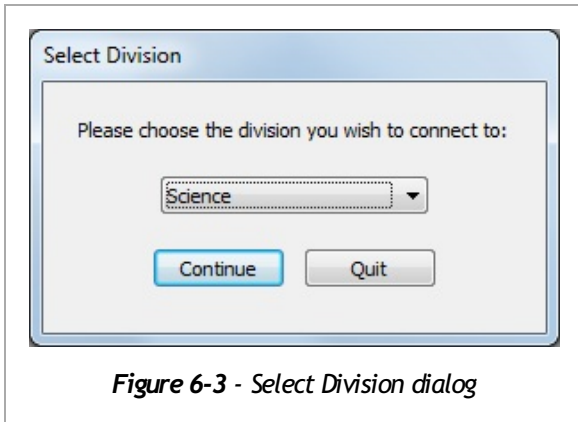 Select Division
Please choose the division you wish to connect to:
Science
Continue Quit
Figure 6-3 - Select Division dialog